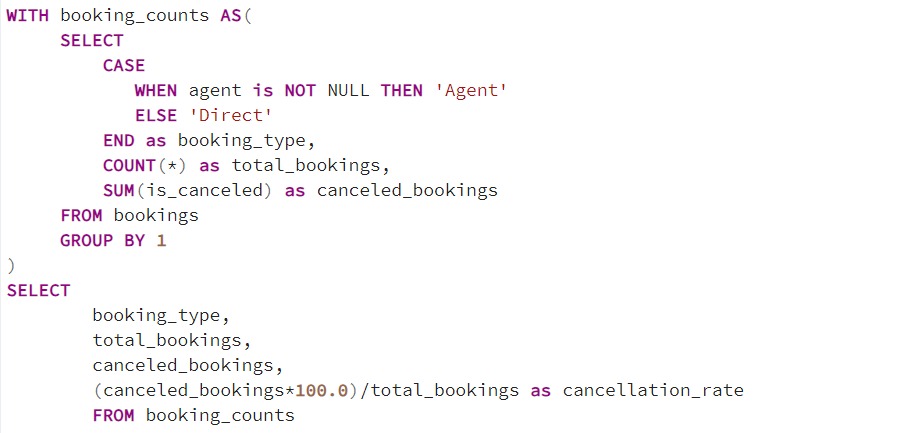 WITH booking_counts AS(
SELECT
CASE
WHEN agent is NOT NULL THEN 'Agent'
ELSE 'Direct'
END as booking_type,
COUNT(*) as total_bookings,
SUM(is_canceled) as canceled_bookings
FROM bookings
GROUP BY 1
)
SELECT
booking_type,
total_bookings,
canceled_bookings,
(canceled_bookings*100.0)/total_bookings as cancellation_rate
FROM booking_counts